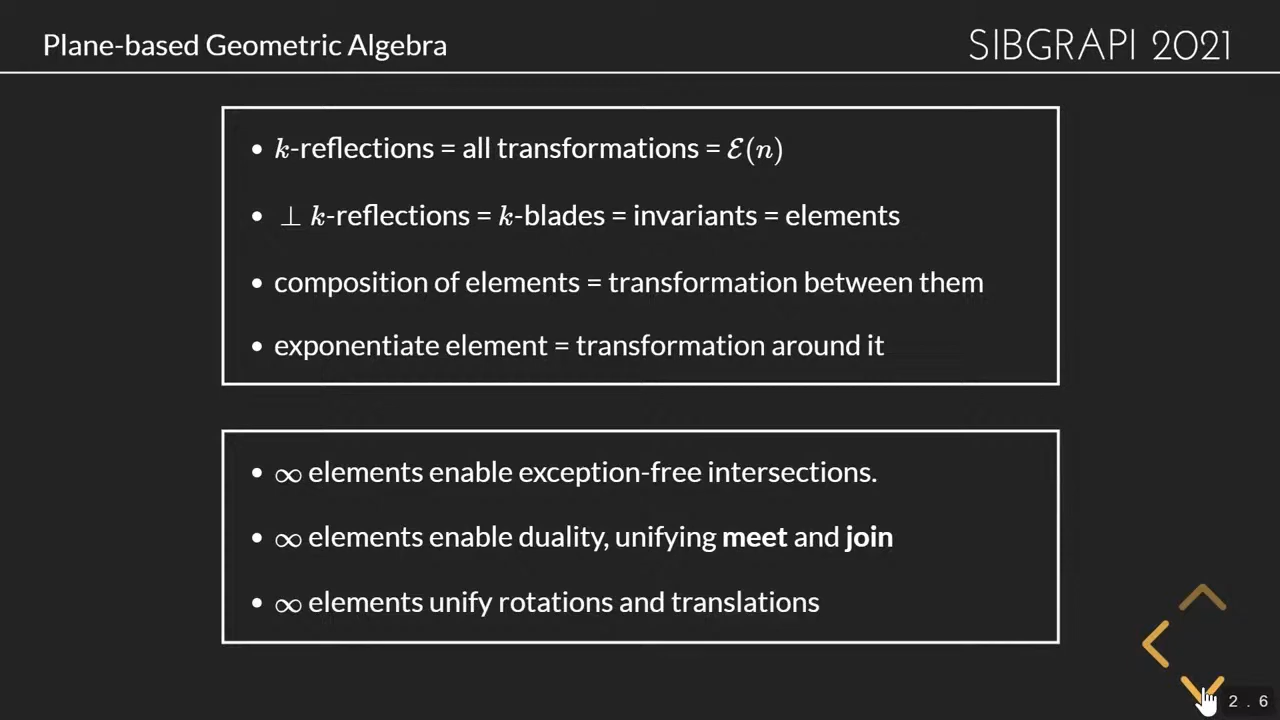 Plane-based Geometric Algebra
SIBGRAPI 2021
• k-reflections = all transformations = ℰ(n)
• ⊥ k-reflections = k-blades = invariants = elements
• composition of elements = transformation between them
• exponentiate element = transformation around it
• ∞ elements enable exception-free intersections.
• ∞ elements enable duality, unifying meet and join
• ∞ elements unify rotations and translations
2 . 6